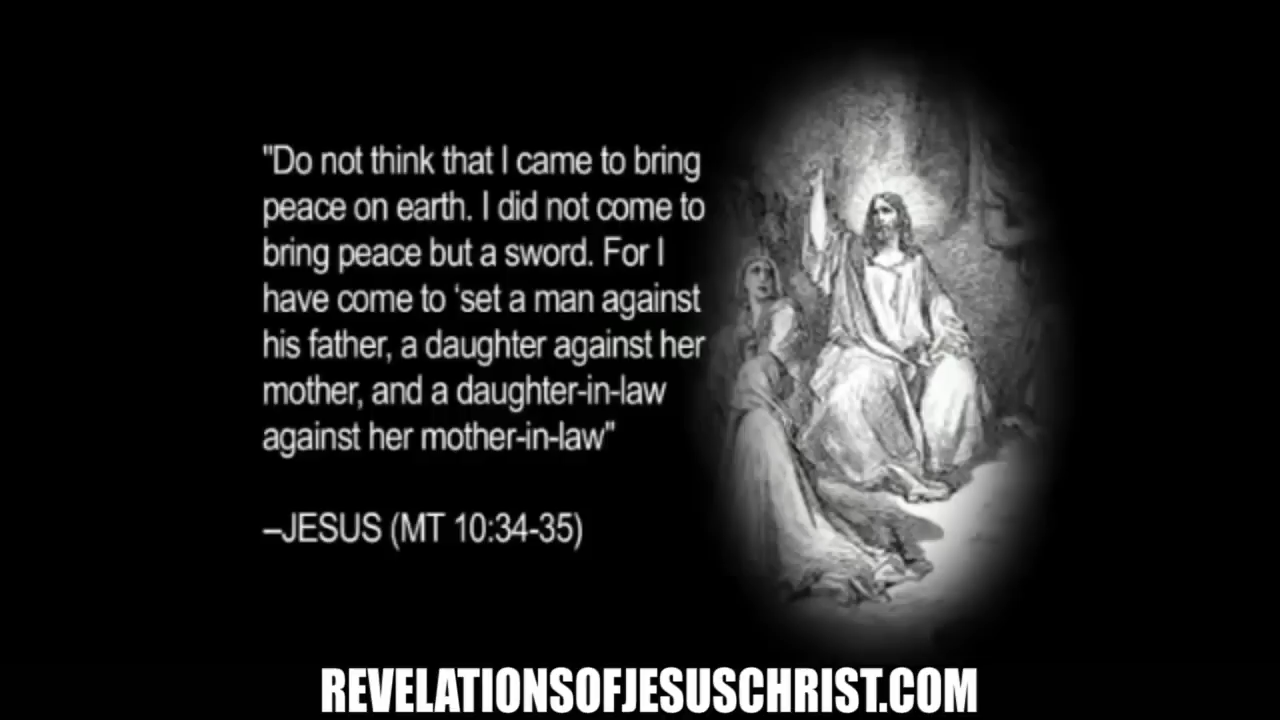 "Do not think that I came to bring
peace on earth. I did not come to
bring peace but a sword. For I
have come to ‘set a man against
his father, a daughter against her
mother, and a daughter-in-law
against her mother-in-law"
–JESUS (MT 10:34-35)
REVELATIONSOFJESUSCHRIST.COM